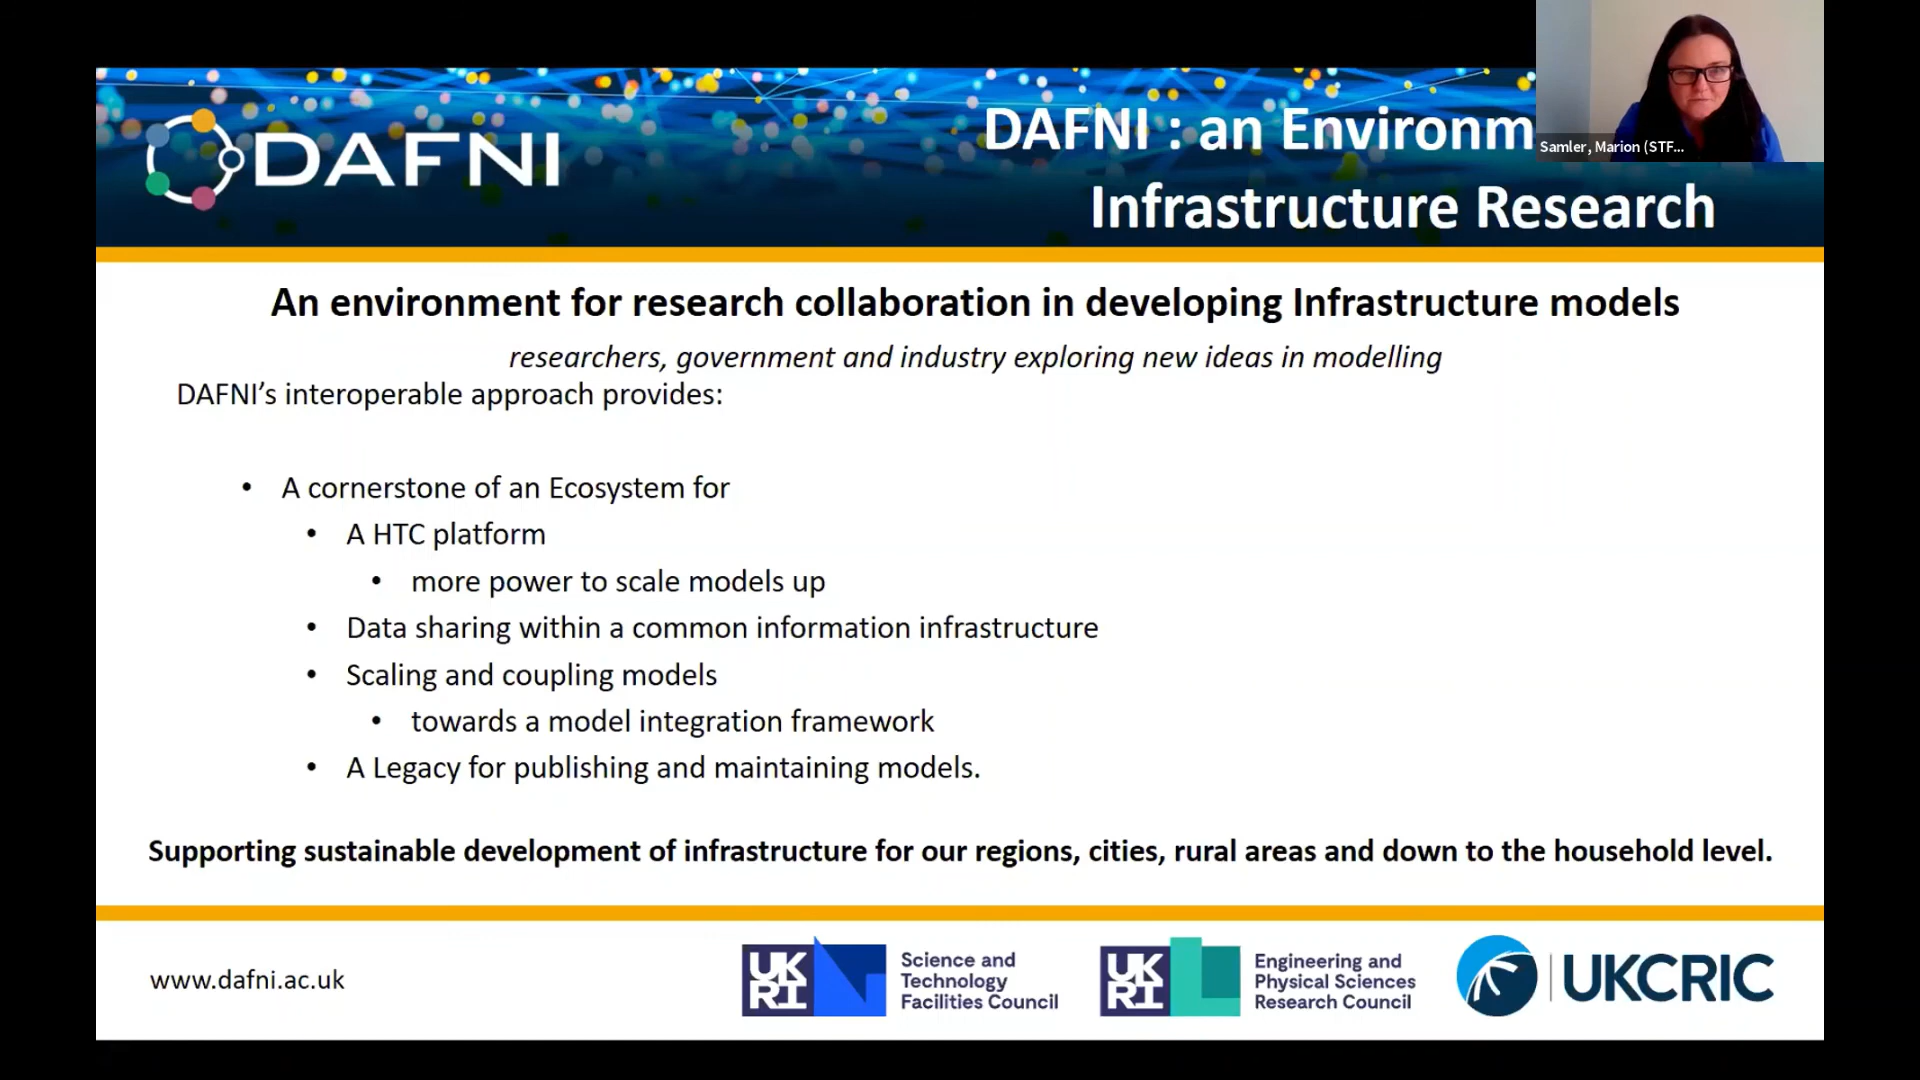 DAFNI
DAFNI : an Environm
Infrastructure Research
Samler, Marion (STF...
An environment for research collaboration in developing Infrastructure models
researchers, government and industry exploring new ideas in modelling
DAFNI’s interoperable approach provides:
• A cornerstone of an Ecosystem for
• A HTC platform
• more power to scale models up
• Data sharing within a common information infrastructure
• Scaling and coupling models
• towards a model integration framework
• A Legacy for publishing and maintaining models.
Supporting sustainable development of infrastructure for our regions, cities, rural areas and down to the household level.
www.dafni.ac.uk
UK
RI
Science and
Technology
Facilities Council
UK
RI
Engineering and
Physical Sciences
Research Council
UKCRIC